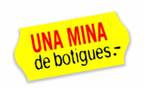 UNA MINA
de botigues.-